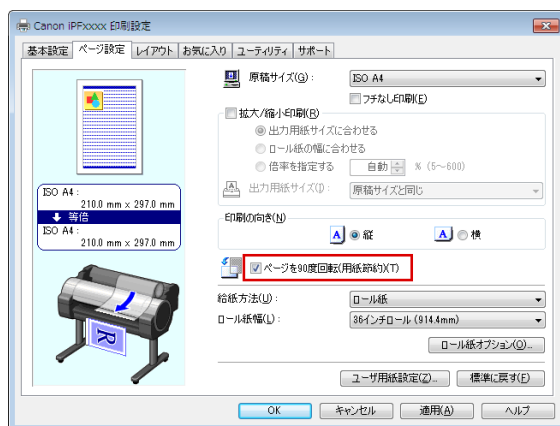 Canon iPFxxxx 印刷設定
基本設定 ページ設定 レイアウト お気に入り ユーティリティ サポート
原稿サイズ(Q): ISO A4
フチなし印刷(E)
拡大/縮小印刷(R)
出力用紙サイズに合わせる
ロール紙の幅に合わせる
倍率を指定する 自動 % (5～600)
出力用紙サイズ(I): 原稿サイズと同じ
ISO A4 :
210.0 mm x 297.0 mm
等倍
ISO A4 :
210.0 mm x 297.0 mm
印刷の向き(N)
A 縦 A 横
ページを90度回転(用紙節約)(T)
給紙方法(U): ロール紙
ロール紙幅(L): 36インチロール (914.4mm)
ロール紙オプション(O)...
ユーザ用紙設定(Z)... 標準に戻す(F)
OK キャンセル 適用(A) ヘルプ